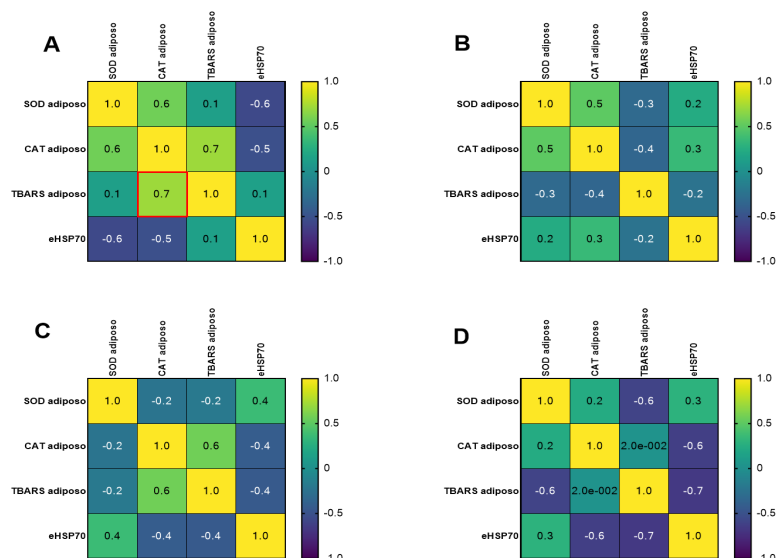 A
SOD adiposo
CAT adiposo
TBARS adiposo
eHSP70
SOD adiposo 1.0 0.6 0.1 -0.6
CAT adiposo 0.6 1.0 0.7 -0.5
TBARS adiposo 0.1 0.7 1.0 0.1
eHSP70 -0.6 -0.5 0.1 1.0
1.0
0.5
0
-0.5
-1.0
B
SOD adiposo
CAT adiposo
TBARS adiposo
eHSP70
SOD adiposo 1.0 0.5 -0.3 0.2
CAT adiposo 0.5 1.0 -0.4 0.3
TBARS adiposo -0.3 -0.4 1.0 -0.2
eHSP70 0.2 0.3 -0.2 1.0
1.0
0.5
0
-0.5
-1.0
C
SOD adiposo
CAT adiposo
TBARS adiposo
eHSP70
SOD adiposo 1.0 -0.2 -0.2 0.4
CAT adiposo -0.2 1.0 0.6 -0.4
TBARS adiposo -0.2 0.6 1.0 -0.4
eHSP70 0.4 -0.4 -0.4 1.0
1.0
0.5
0
-0.5
-1.0
D
SOD adiposo
CAT adiposo
TBARS adiposo
eHSP70
SOD adiposo 1.0 0.2 -0.6 0.3
CAT adiposo 0.2 1.0 2.0e-002 -0.6
TBARS adiposo -0.6 2.0e-002 1.0 -0.7
eHSP70 0.3 -0.6 -0.7 1.0
1.0
0.5
0
-0.5
-1.0